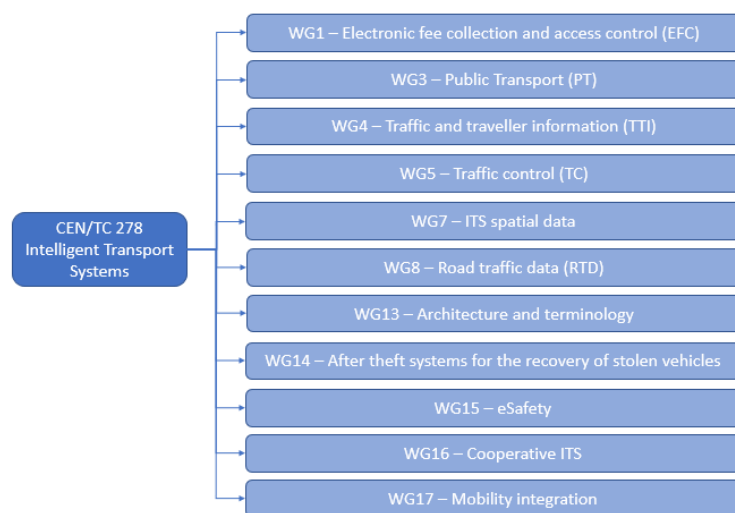 WG1 – Electronic fee collection and access control (EFC)
WG3 – Public Transport (PT)
WG4 – Traffic and traveller information (TTI)
WG5 – Traffic control (TC)
CEN/TC 278
Intelligent Transport
Systems
WG7 – ITS spatial data
WG8 – Road traffic data (RTD)
WG13 – Architecture and terminology
WG14 – After theft systems for the recovery of stolen vehicles
WG15 – eSafety
WG16 – Cooperative ITS
WG17 – Mobility integration